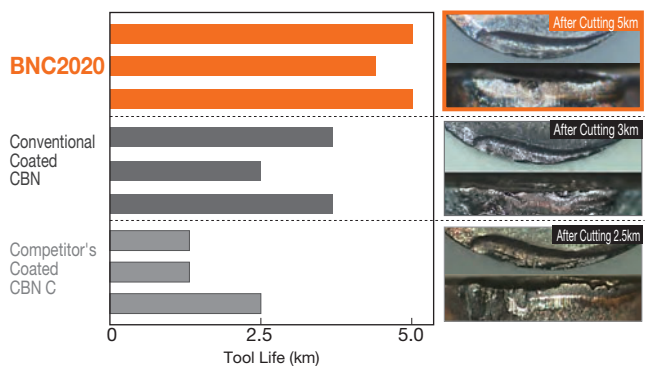 BNC2020
After Cutting 5km
Conventional
Coated
CBN
After Cutting 3km
Competitor's
Coated
CBN C
After Cutting 2.5km
0
2.5
5.0
Tool Life (km)